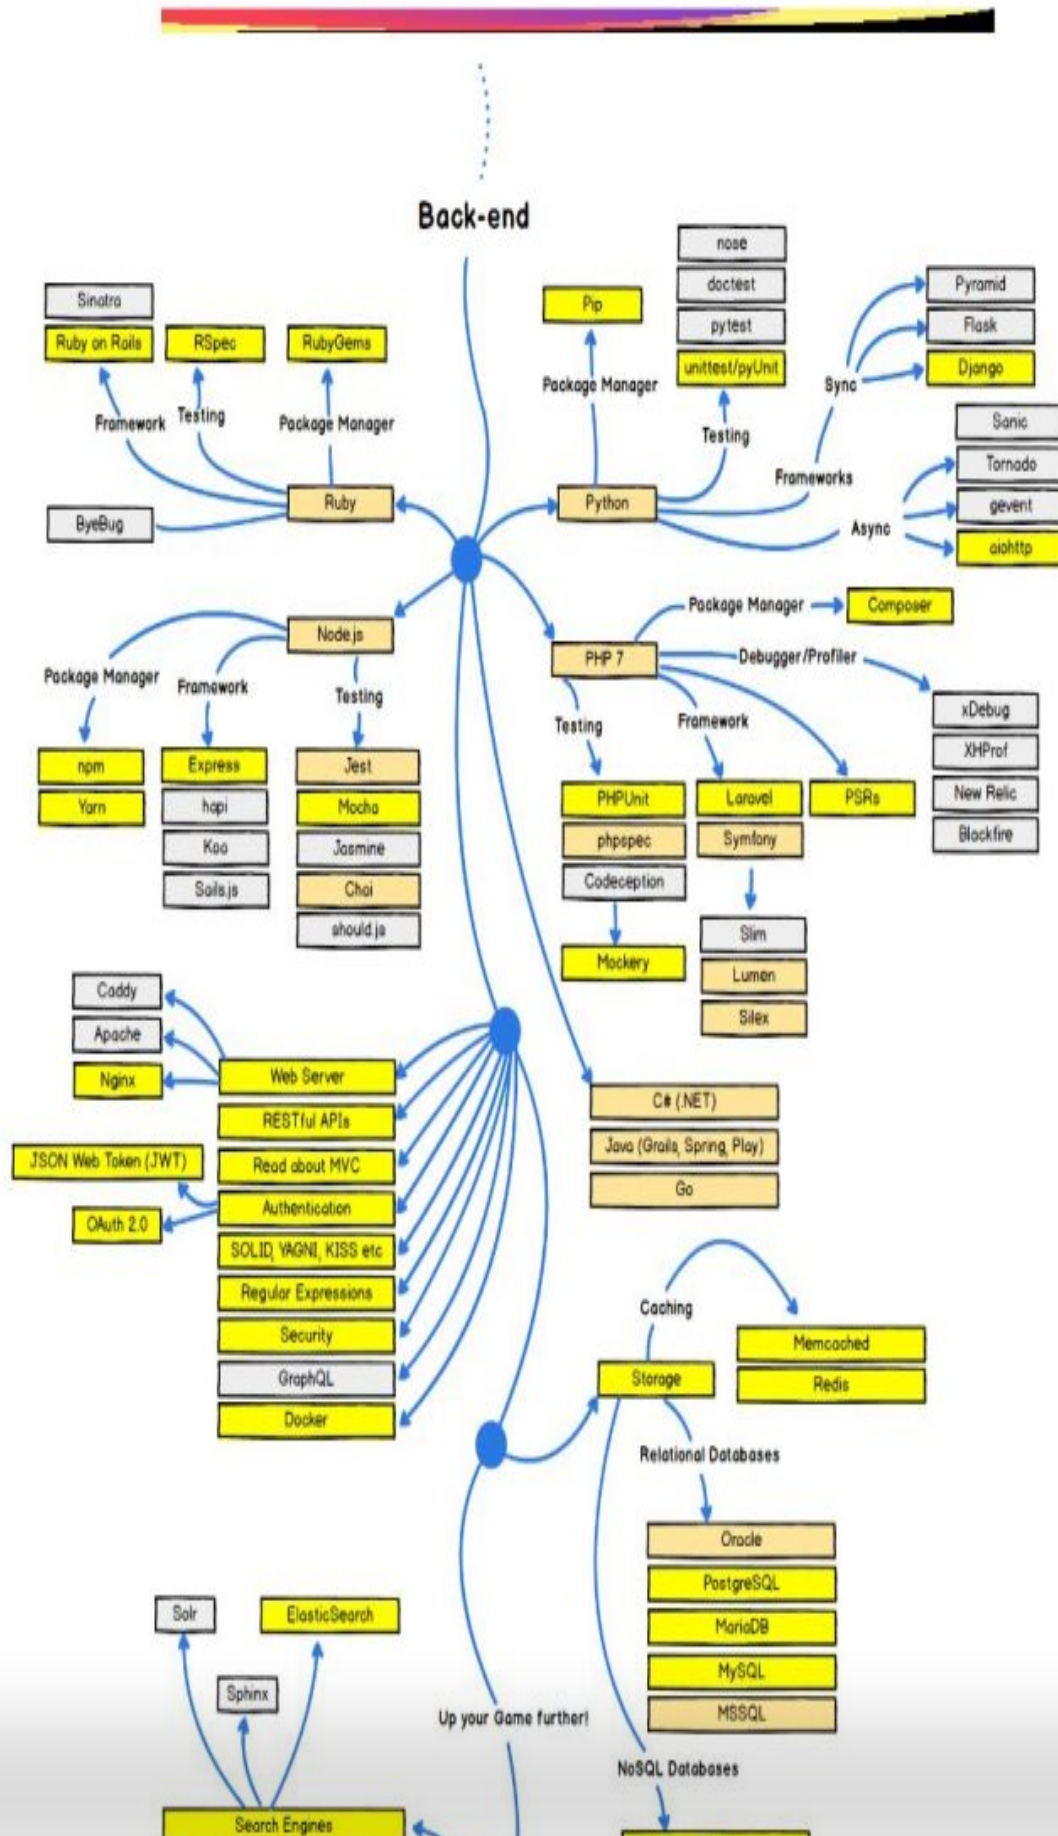 Back-end
Sinatra
Ruby on Rails
RSpec
RubyGems
Framework
Testing
Package Manager
Ruby
ByeBug
Pip
Package Manager
nose
doctest
pytest
unittest/pyUnit
Testing
Python
Frameworks
Sync
Pyramid
Flask
Django
Async
Sanic
Tornado
gevent
aiohttp
Node.js
Package Manager
Framework
Testing
npm
Yarn
Express
hapi
Koa
Sails.js
Jest
Mocha
Jasmine
Chai
should.js
PHP 7
Package Manager
Composer
Debugger/Profiler
xDebug
XHProf
New Relic
Blackfire
Testing
Framework
PHPUnit
phpspec
Codeception
Mockery
Laravel
Symfony
Slim
Lumen
Silex
PSRs
Caddy
Apache
Nginx
Web Server
RESTful APIs
Read about MVC
JSON Web Token (JWT)
OAuth 2.0
Authentication
SOLID, YAGNI, KISS etc
Regular Expressions
Security
GraphQL
Docker
C# (.NET)
Java (Grails, Spring, Play)
Go
Caching
Memcached
Redis
Storage
Relational Databases
Oracle
PostgreSQL
MariaDB
MySQL
MSSQL
NoSQL Databases
Up your Game further!
Solr
ElasticSearch
Sphinx
Search Engines